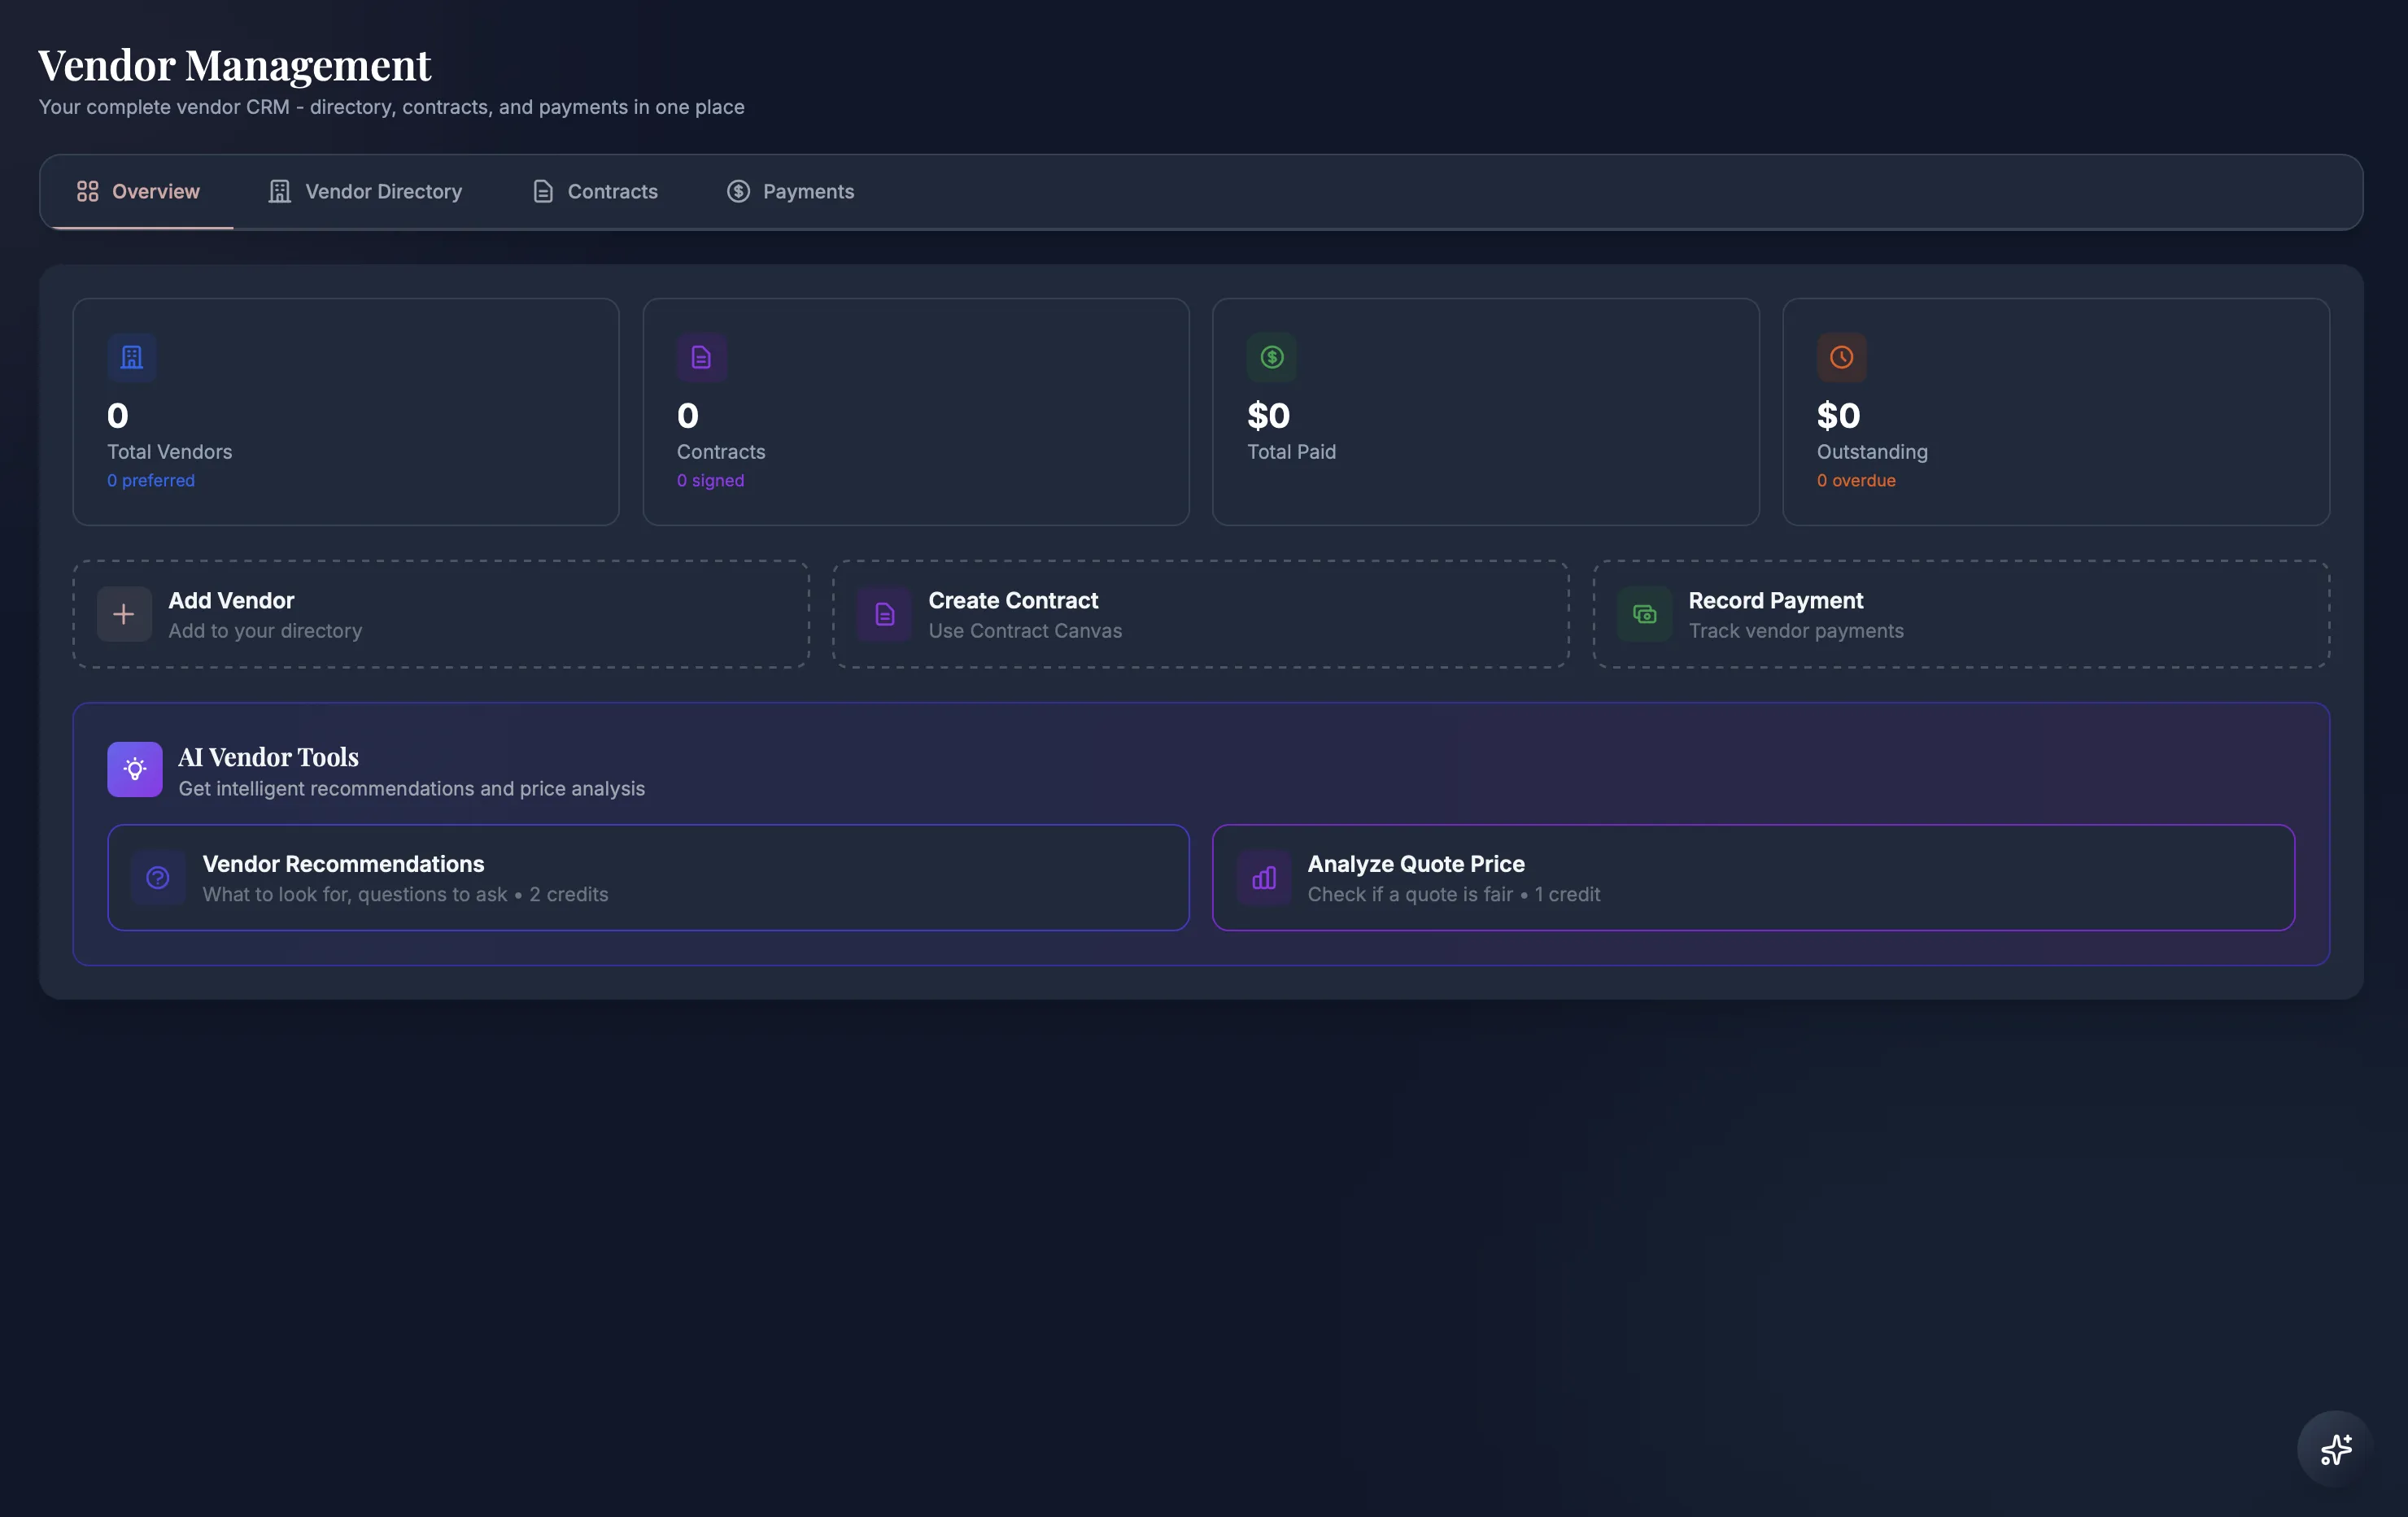 Vendor Management
Your complete vendor CRM - directory, contracts, and payments in one place
Overview
Vendor Directory
Contracts
Payments
0
Total Vendors
0 preferred
0
Contracts
0 signed
$0
Total Paid
$0
Outstanding
0 overdue
Add Vendor
Add to your directory
Create Contract
Use Contract Canvas
Record Payment
Track vendor payments
AI Vendor Tools
Get intelligent recommendations and price analysis
Vendor Recommendations
What to look for, questions to ask • 2 credits
Analyze Quote Price
Check if a quote is fair • 1 credit